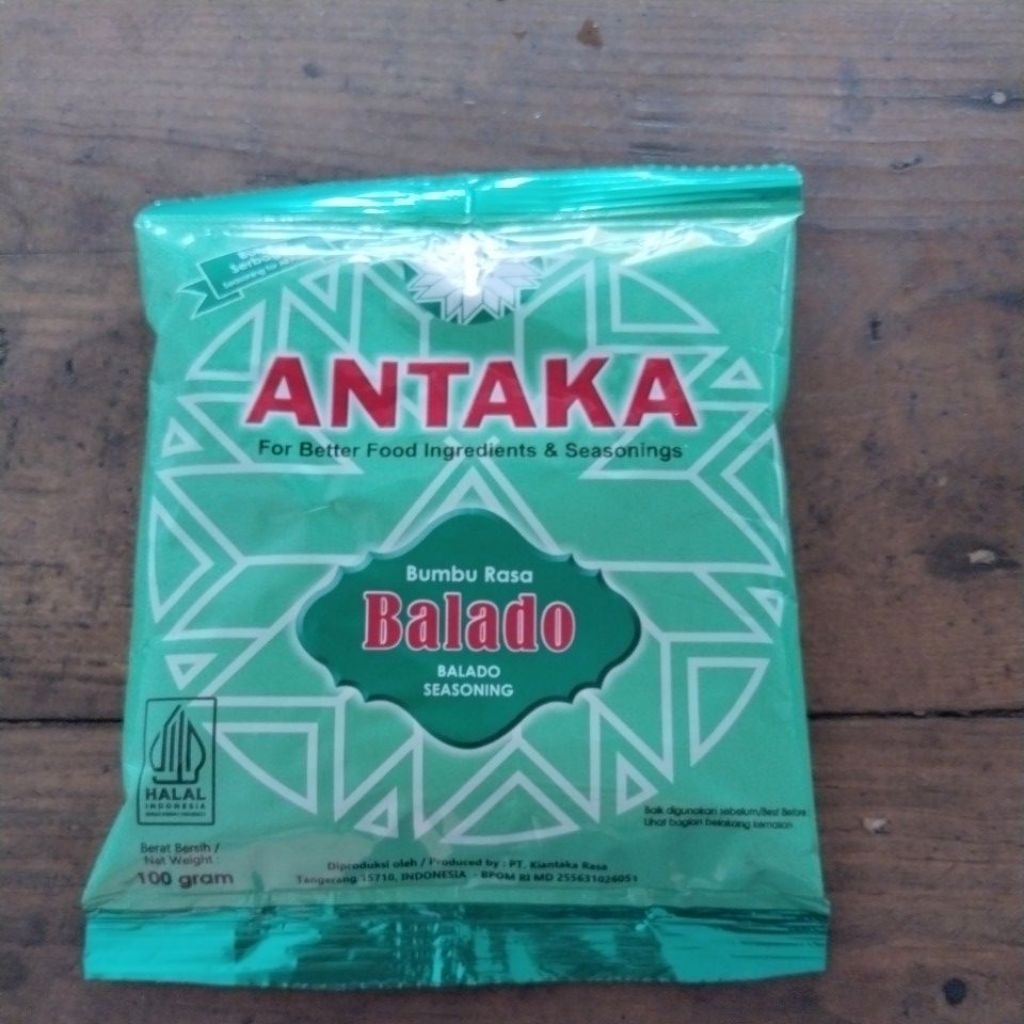 ANTAKA
For Better Food Ingredients & Seasonings
Bumbu Rasa
Balado
BALADO
SEASONING
HALAL
INDONESIA
Baik digunakan sebelum/Best Before
Lihat bagian belakang kemasan
Berat Bersih /
Net Weight :
100 gram
Diproduksi oleh / Produced by : PT. Kiantaka Rasa
Tangerang 15710, INDONESIA - BPOM RI MD 255631026051